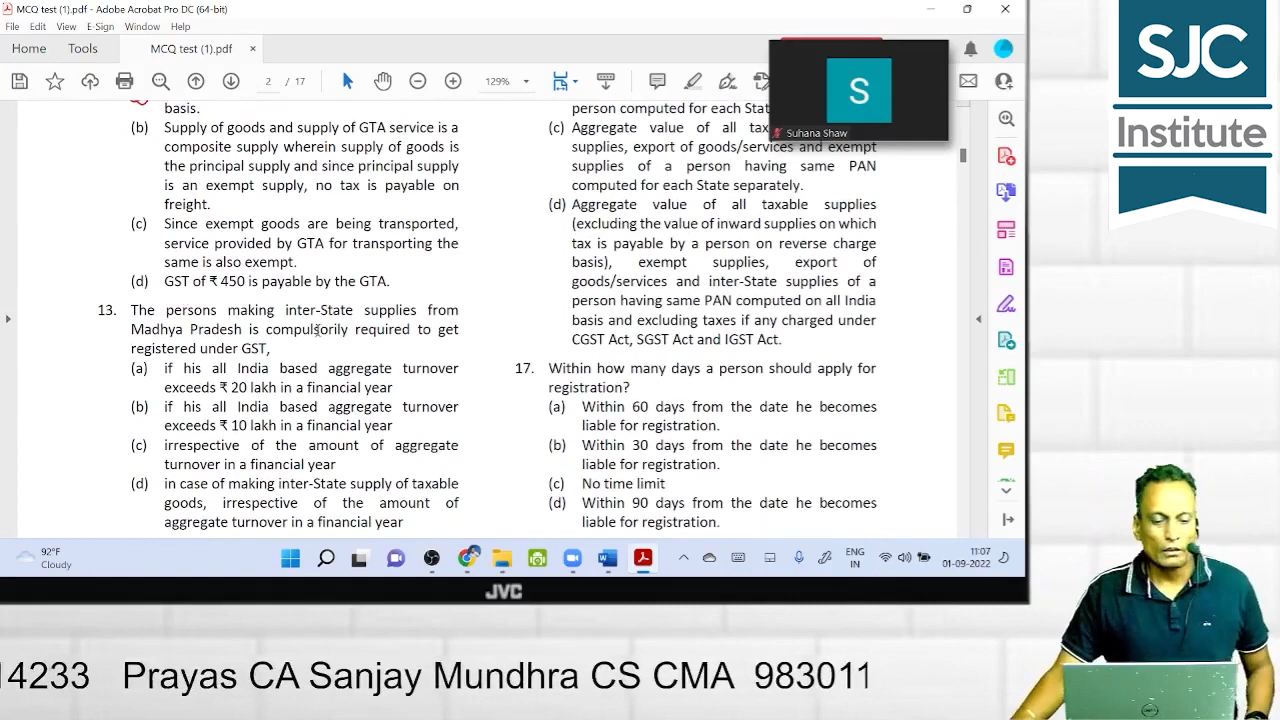 MCQ test (1).pdf - Adobe Acrobat Pro DC (64-bit)
File Edit View E-Sign Window Help
Home Tools MCQ test (1).pdf ×
2 / 17 129%
basis.
(b) Supply of goods and supply of GTA service is a
composite supply wherein supply of goods is
the principal supply and since principal supply
is an exempt supply, no tax is payable on
freight.
(c) Since exempt goods are being transported,
service provided by GTA for transporting the
same is also exempt.
(d) GST of ₹ 450 is payable by the GTA.
13. The persons making inter-State supplies from
Madhya Pradesh is compulsorily required to get
registered under GST,
(a) if his all India based aggregate turnover
exceeds ₹ 20 lakh in a financial year
(b) if his all India based aggregate turnover
exceeds ₹ 10 lakh in a financial year
(c) irrespective of the amount of aggregate
turnover in a financial year
(d) in case of making inter-State supply of taxable
goods, irrespective of the amount of
aggregate turnover in a financial year
person computed for each Sta
(c) Aggregate value of all tax
supplies, export of goods/services and exempt
supplies of a person having same PAN
computed for each State separately.
(d) Aggregate value of all taxable supplies
(excluding the value of inward supplies on which
tax is payable by a person on reverse charge
basis), exempt supplies, export of
goods/services and inter-State supplies of a
person having same PAN computed on all India
basis and excluding taxes if any charged under
CGST Act, SGST Act and IGST Act.
17. Within how many days a person should apply for
registration?
(a) Within 60 days from the date he becomes
liable for registration.
(b) Within 30 days from the date he becomes
liable for registration.
(c) No time limit
(d) Within 90 days from the date he becomes
liable for registration.
S
Suhana Shaw
SJC
Institute
92°F
Cloudy
ENG
IN
11:07
01-09-2022
JVC
14233 Prayas CA Sanjay Mundhra CS CMA 983011